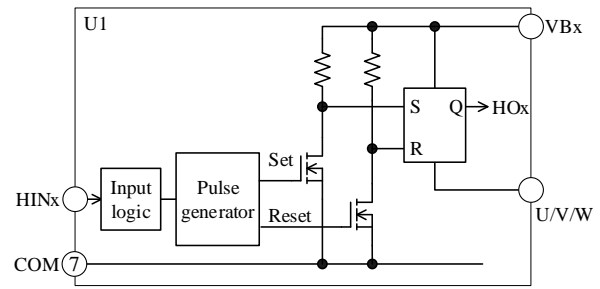 U1
VBx
S
Q
HOx
R
Set
HINx
Input
logic
Pulse
generator
Reset
U/V/W
COM
7